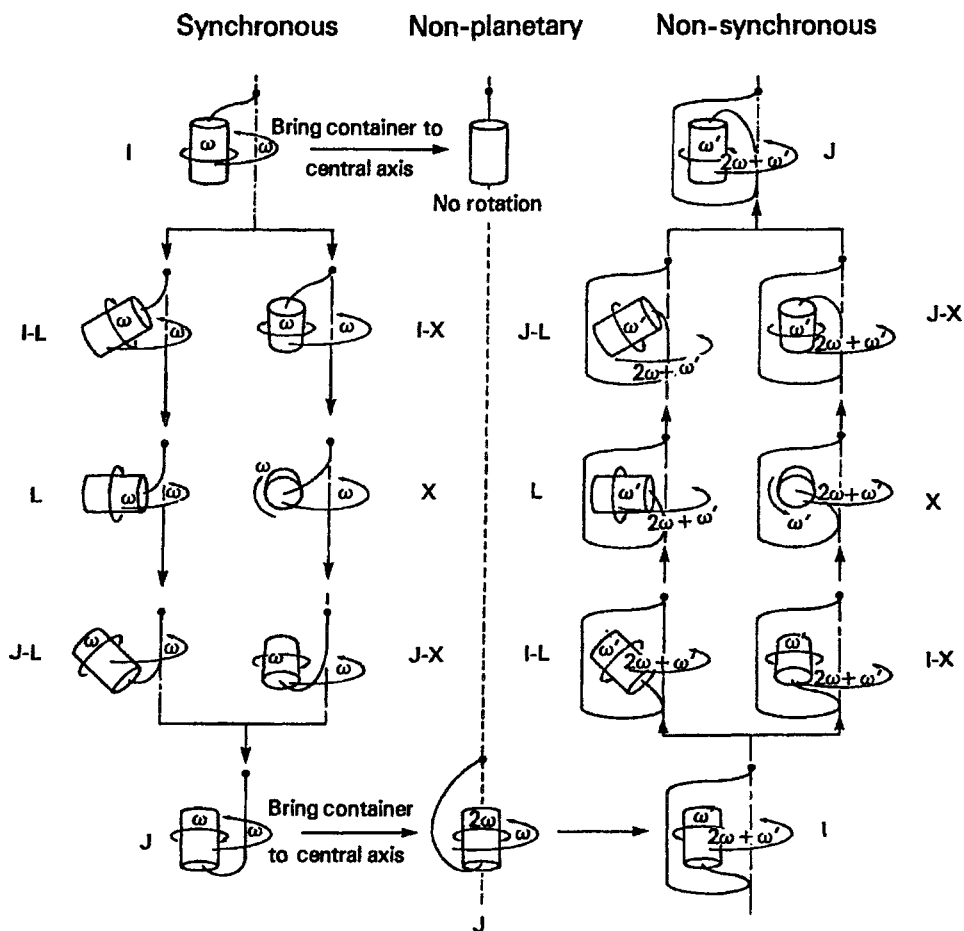 Synchronous Non-planetary Non-synchronous
I ω ω
Bring container to
central axis
No rotation
ω′ 2ω + ω′ J
I-L ω ω
ω ω I-X
J-L ω′ 2ω + ω′
ω′ 2ω + ω′ J-X
L ω ω
ω ω X
L ω′ 2ω + ω′
ω′ 2ω + ω′ X
J-L ω ω
ω ω J-X
I-L ω′ 2ω + ω′
ω′ 2ω + ω′ I-X
J ω ω
Bring container
to central axis
2ω ω
J
ω′ 2ω + ω′ I